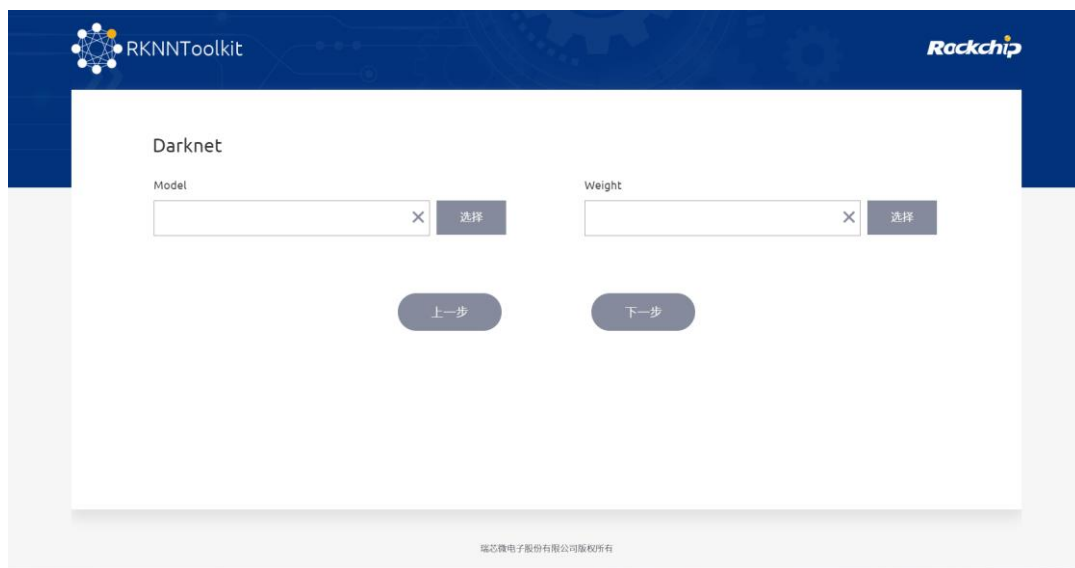 RKNNToolkit
Rockchip
Darknet
Model
Weight
选择
选择
上一步
下一步
瑞芯微电子股份有限公司版权所有